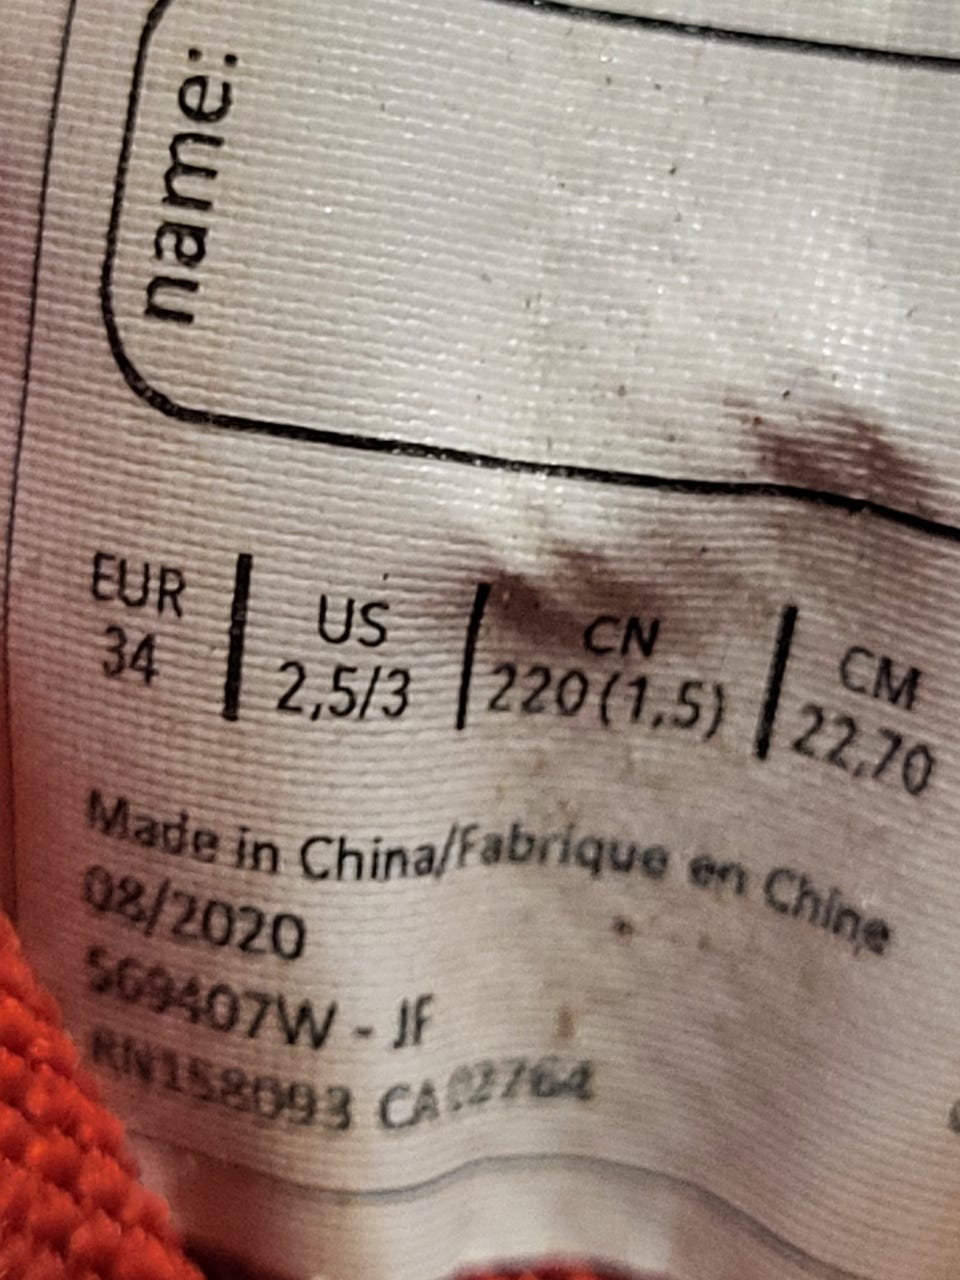 name:
EUR | US | CN | CM
34 | 2,5/3 | 220(1,5) | 22,70
Made in China/Fabrique en Chine
08/2020
569407W - JF
RN158093 CA02764